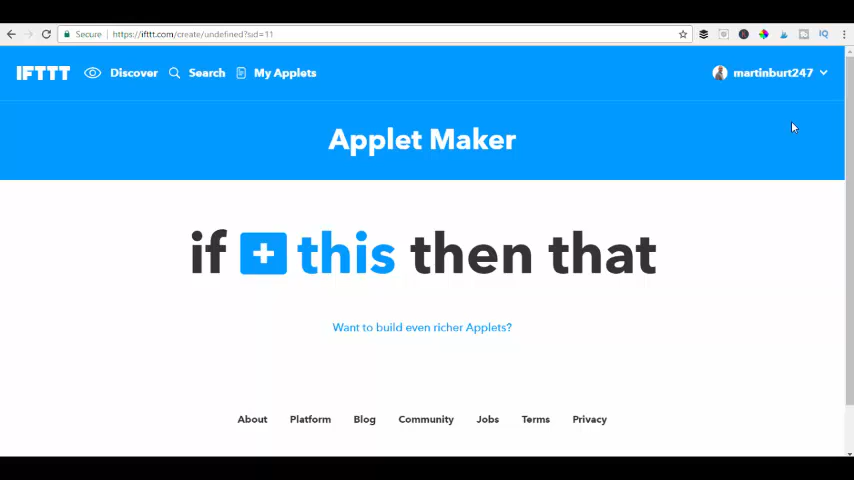 Secure https://ifttt.com/create/undefined?sid=11
IFTTT Discover Search My Applets martinburt247
Applet Maker
if + this then that
Want to build even richer Applets?
About Platform Blog Community Jobs Terms Privacy